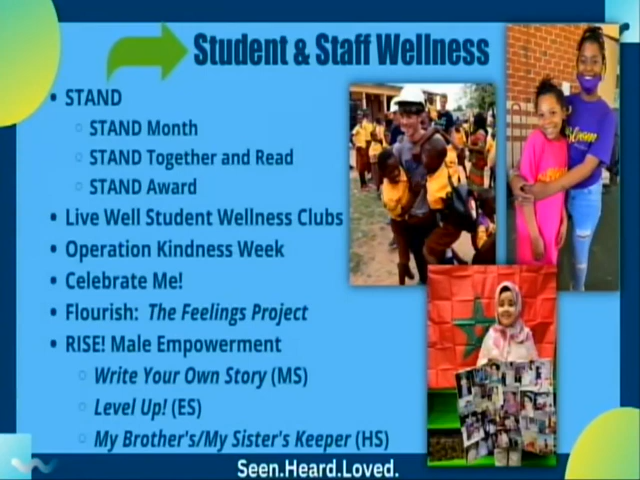 Student & Staff Wellness
• STAND
○ STAND Month
○ STAND Together and Read
○ STAND Award
• Live Well Student Wellness Clubs
• Operation Kindness Week
• Celebrate Me!
• Flourish: The Feelings Project
• RISE! Male Empowerment
○ Write Your Own Story (MS)
○ Level Up! (ES)
○ My Brother's/My Sister's Keeper (HS)
Seen.Heard.Loved.